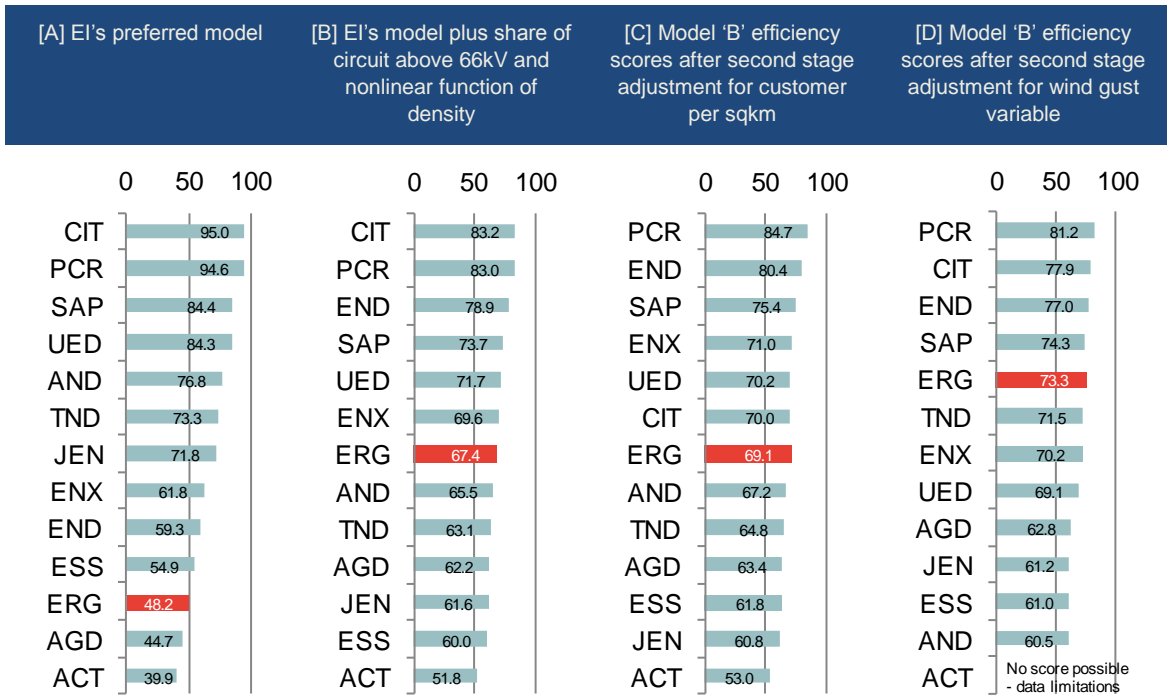 [A] EI's preferred model
[B] EI's model plus share of
circuit above 66kV and
nonlinear function of
density
[C] Model ‘B’ efficiency
scores after second stage
adjustment for customer
per sqkm
[D] Model ‘B’ efficiency
scores after second stage
adjustment for wind gust
variable
0 50 100
CIT 95.0
PCR 94.6
SAP 84.4
UED 84.3
AND 76.8
TND 73.3
JEN 71.8
ENX 61.8
END 59.3
ESS 54.9
ERG 48.2
AGD 44.7
ACT 39.9
0 50 100
CIT 83.2
PCR 83.0
END 78.9
SAP 73.7
UED 71.7
ENX 69.6
ERG 67.4
AND 65.5
TND 63.1
AGD 62.2
JEN 61.6
ESS 60.0
ACT 51.8
0 50 100
PCR 84.7
END 80.4
SAP 75.4
ENX 71.0
UED 70.2
CIT 70.0
ERG 69.1
AND 67.2
TND 64.8
AGD 63.4
ESS 61.8
JEN 60.8
ACT 53.0
0 50 100
PCR 81.2
CIT 77.9
END 77.0
SAP 74.3
ERG 73.3
TND 71.5
ENX 70.2
UED 69.1
AGD 62.8
JEN 61.2
ESS 61.0
AND 60.5
ACT No score possible
- data limitations